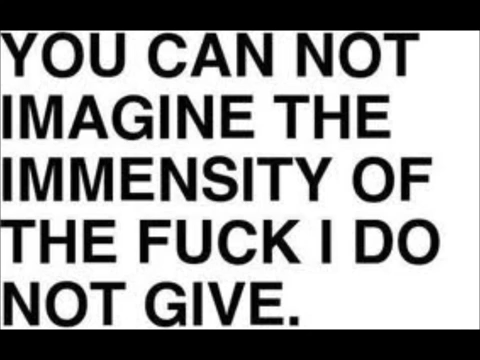 YOU CAN NOT
IMAGINE THE
IMMENSITY OF
THE FUCK I DO
NOT GIVE.